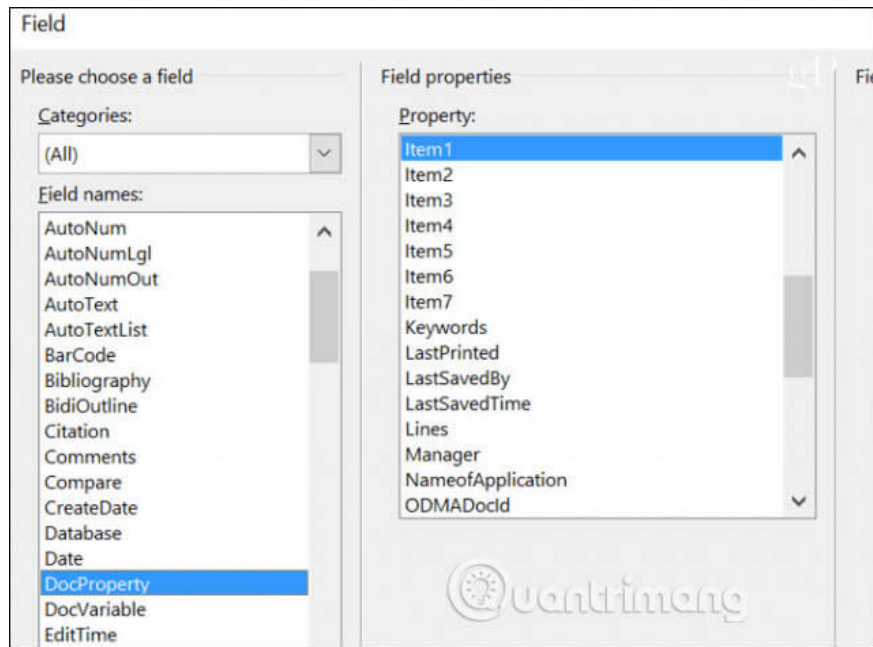 Field
Please choose a field
Categories:
(All)
Field names:
AutoNum
AutoNumLgl
AutoNumOut
AutoText
AutoTextList
BarCode
Bibliography
BidiOutline
Citation
Comments
Compare
CreateDate
Database
Date
DocProperty
DocVariable
EditTime
Field properties
Property:
Item1
Item2
Item3
Item4
Item5
Item6
Item7
Keywords
LastPrinted
LastSavedBy
LastSavedTime
Lines
Manager
NameofApplication
ODMADocId
Quantrimang